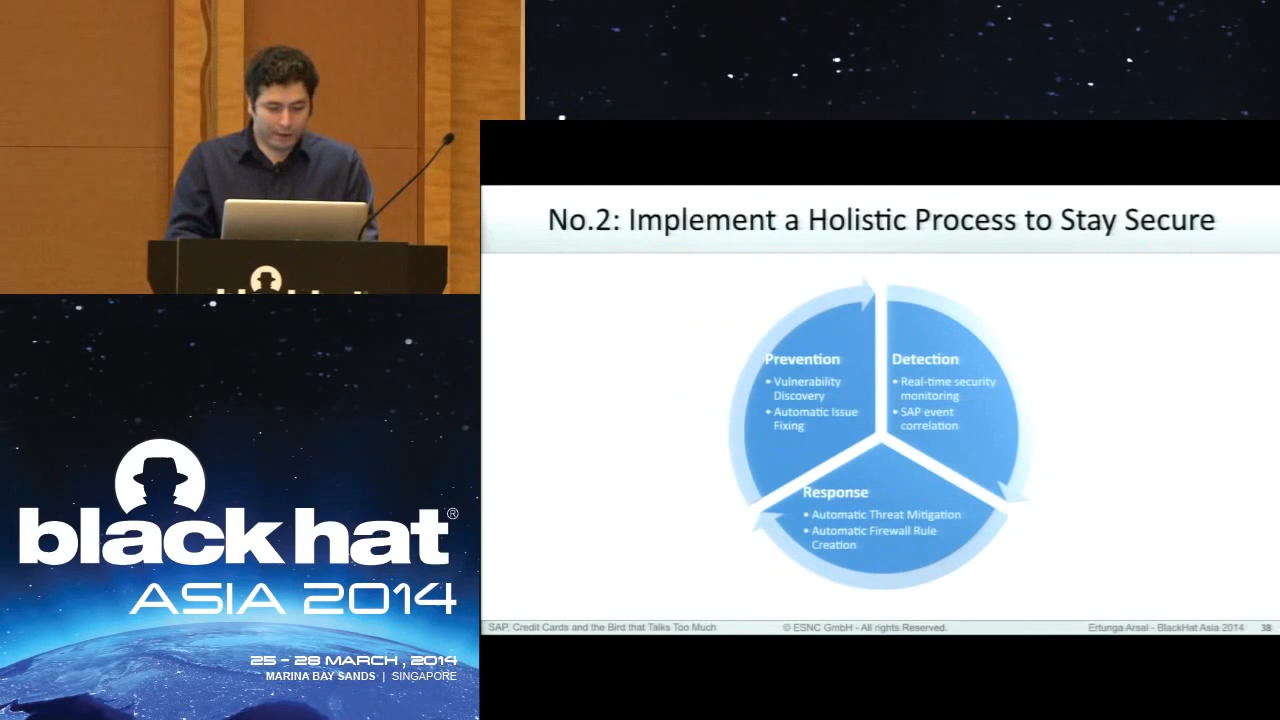 No.2: Implement a Holistic Process to Stay Secure
Prevention
• Vulnerability
Discovery
• Automatic Issue
Fixing
Detection
• Real-time security
monitoring
• SAP event
correlation
Response
• Automatic Threat Mitigation
• Automatic Firewall Rule
Creation
SAP, Credit Cards and the Bird that Talks Too Much
© ESNC GmbH - All rights Reserved.
Ertunga Arsal - BlackHat Asia 2014 38
black hat®
ASIA 2014
25 - 28 MARCH, 2014
MARINA BAY SANDS | SINGAPORE